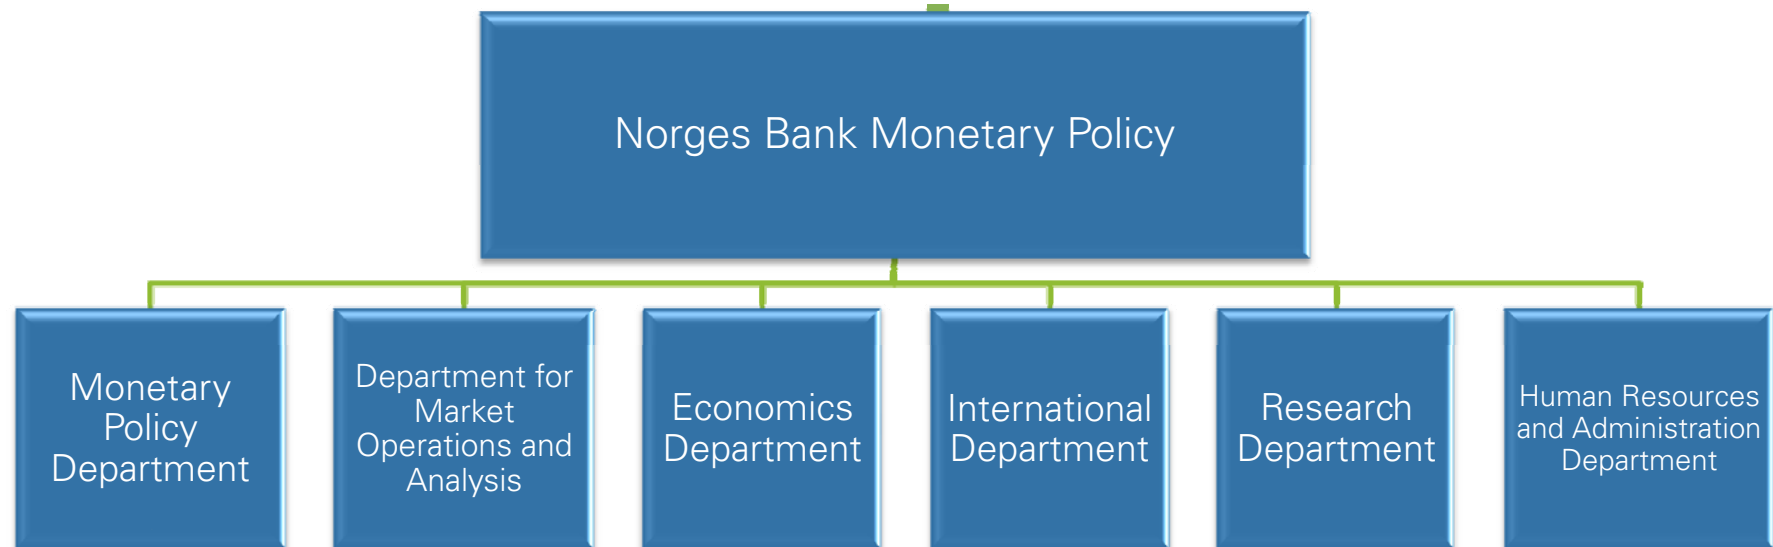 Norges Bank Monetary Policy
Monetary
Policy
Department
Department for
Market
Operations and
Analysis
Economics
Department
International
Department
Research
Department
Human Resources
and Administration
Department